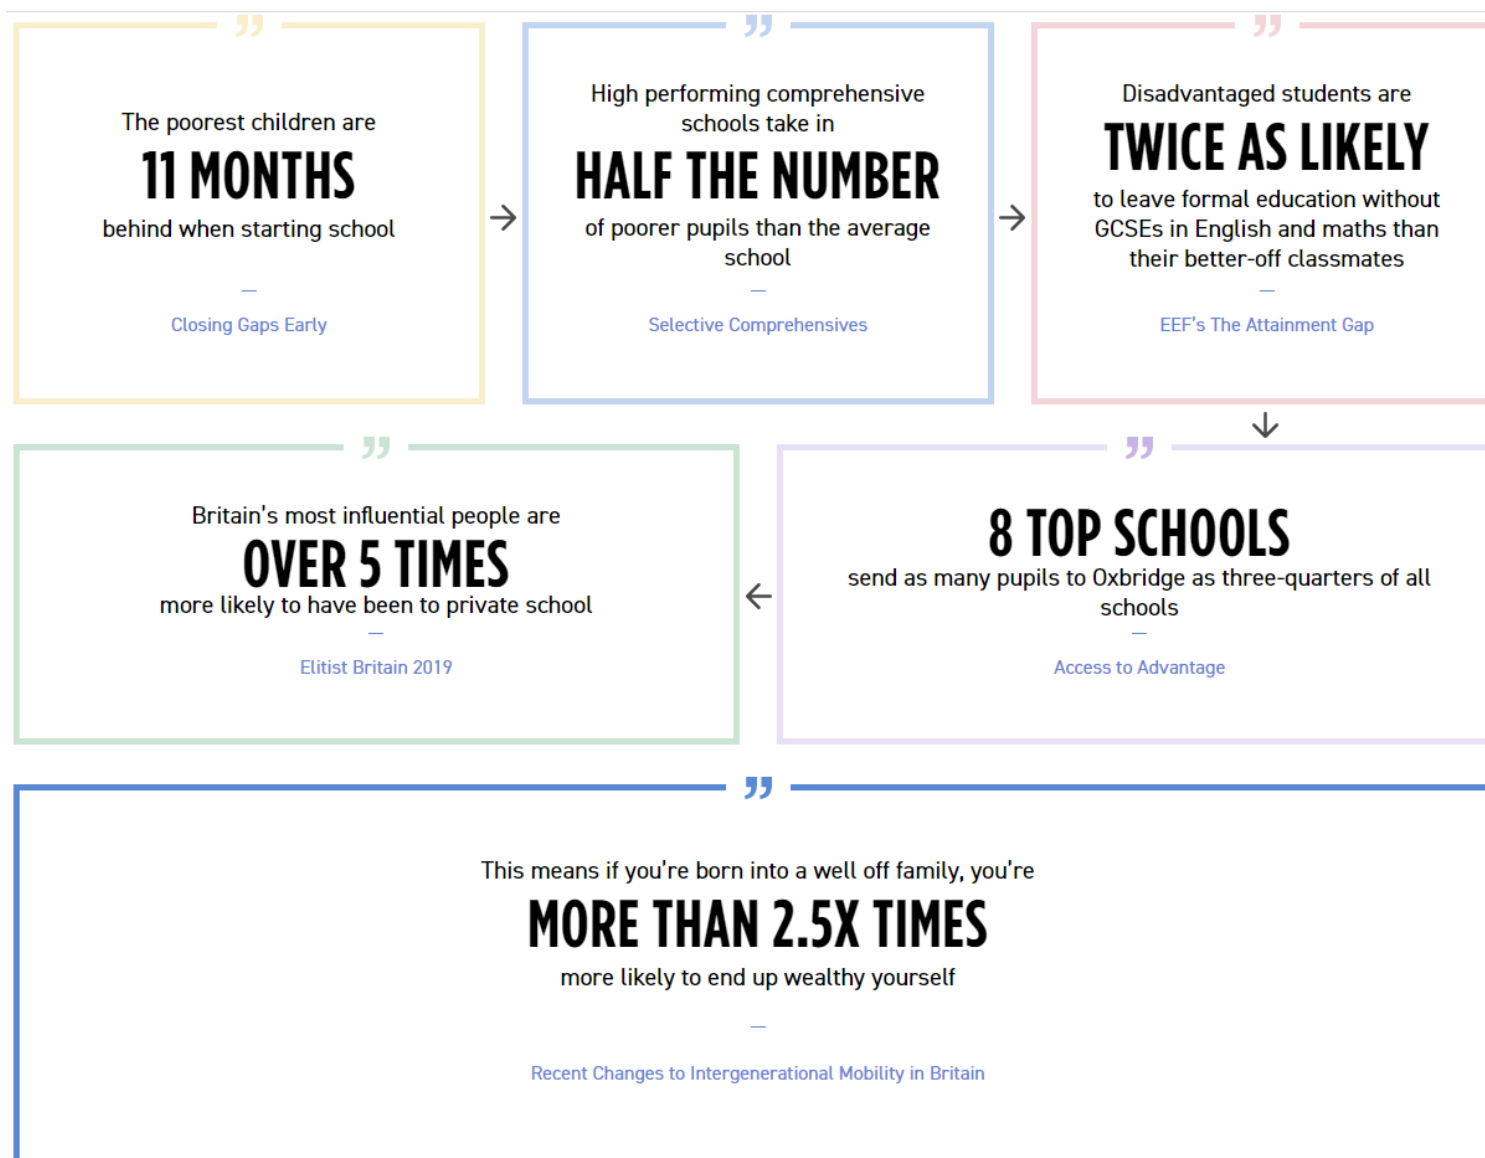 ”
The poorest children are
11 MONTHS
behind when starting school
—
Closing Gaps Early
”
High performing comprehensive
schools take in
HALF THE NUMBER
of poorer pupils than the average
school
—
Selective Comprehensives
”
Disadvantaged students are
TWICE AS LIKELY
to leave formal education without
GCSEs in English and maths than
their better-off classmates
—
EEF's The Attainment Gap
”
8 TOP SCHOOLS
send as many pupils to Oxbridge as three-quarters of all
schools
—
Access to Advantage
”
Britain's most influential people are
OVER 5 TIMES
more likely to have been to private school
—
Elitist Britain 2019
”
This means if you're born into a well off family, you're
MORE THAN 2.5X TIMES
more likely to end up wealthy yourself
—
Recent Changes to Intergenerational Mobility in Britain